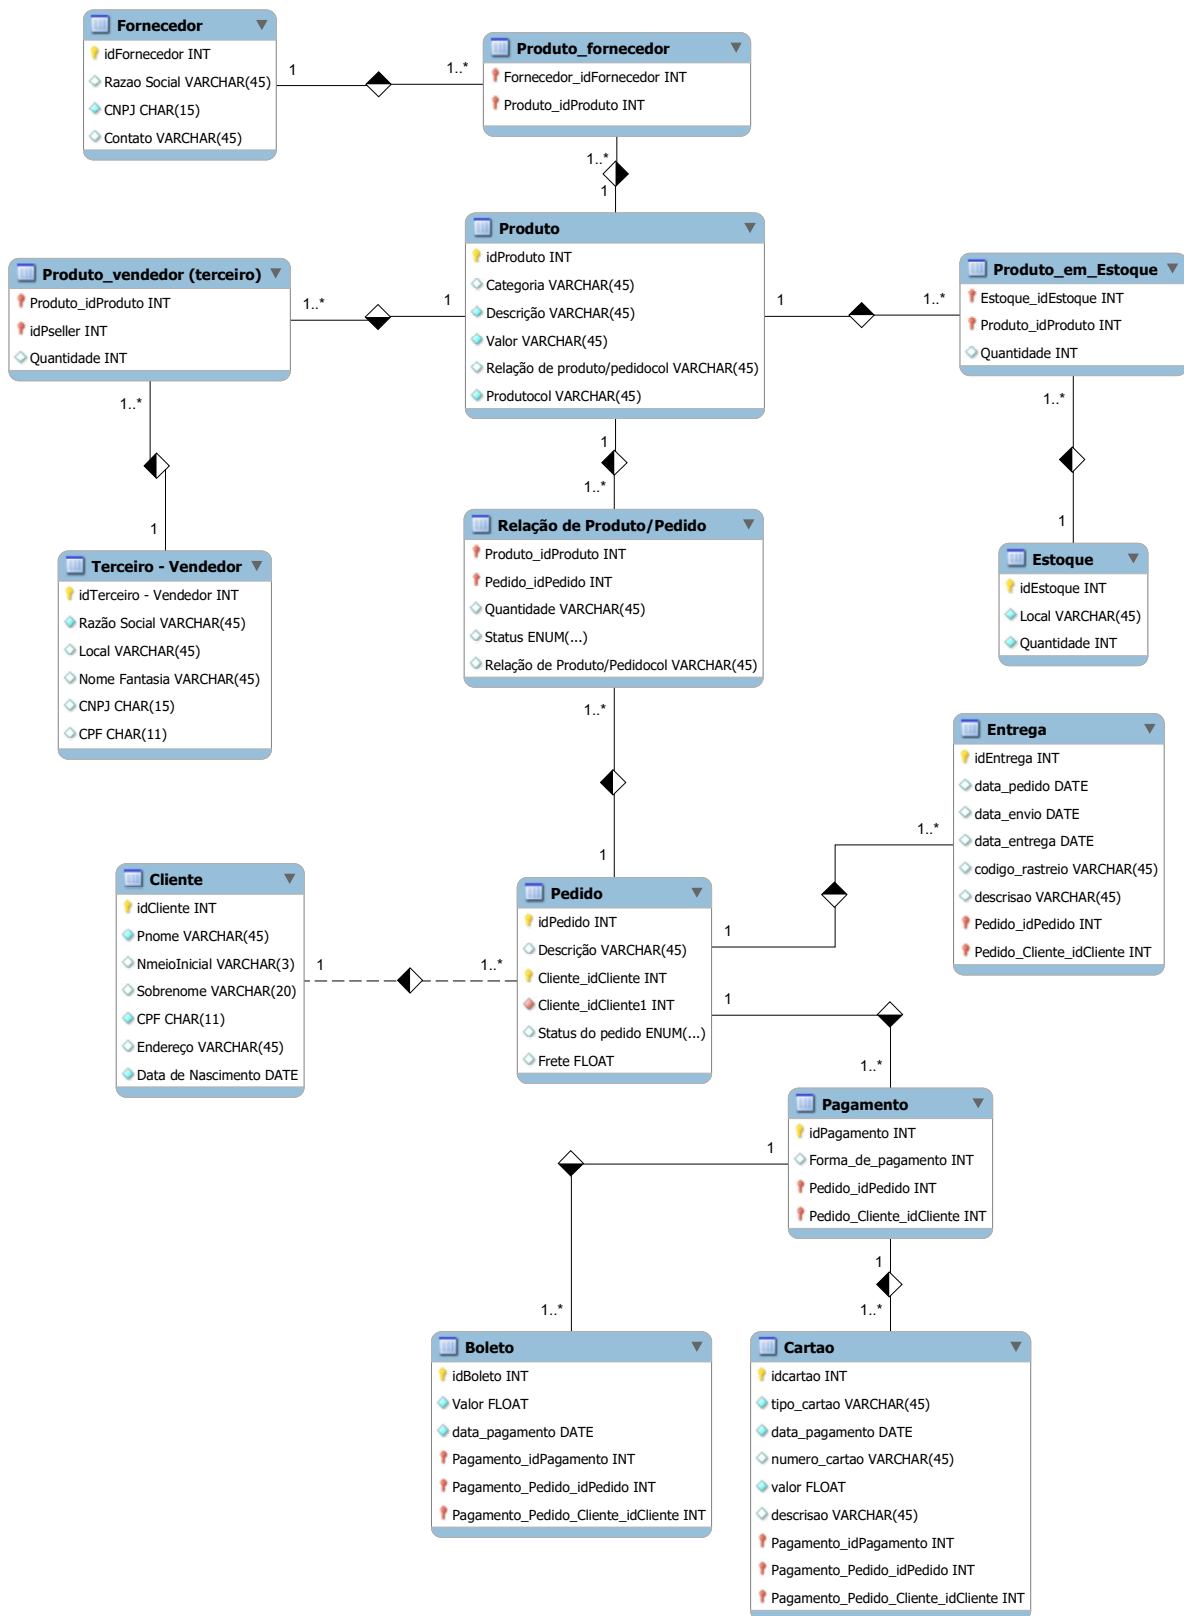 Fornecedor
idFornecedor INT
Razao Social VARCHAR(45)
CNPJ CHAR(15)
Contato VARCHAR(45)
1
1..*
Produto_fornecedor
Fornecedor_idFornecedor INT
Produto_idProduto INT
1..*
1
Produto
idProduto INT
Categoria VARCHAR(45)
Descrição VARCHAR(45)
Valor VARCHAR(45)
Relação de produto/pedidocol VARCHAR(45)
Produtocol VARCHAR(45)
Produto_vendedor (terceiro)
Produto_idProduto INT
idPseller INT
Quantidade INT
1..*
1
1
1..*
Produto_em_Estoque
Estoque_idEstoque INT
Produto_idProduto INT
Quantidade INT
1..*
1
1..*
1
1..*
1
Terceiro - Vendedor
idTerceiro - Vendedor INT
Razão Social VARCHAR(45)
Local VARCHAR(45)
Nome Fantasia VARCHAR(45)
CNPJ CHAR(15)
CPF CHAR(11)
Relação de Produto/Pedido
Produto_idProduto INT
Pedido_idPedido INT
Quantidade VARCHAR(45)
Status ENUM(...)
Relação de Produto/Pedidocol VARCHAR(45)
Estoque
idEstoque INT
Local VARCHAR(45)
Quantidade INT
1..*
1
Entrega
idEntrega INT
data_pedido DATE
data_envio DATE
data_entrega DATE
codigo_rastreio VARCHAR(45)
descrisao VARCHAR(45)
Pedido_idPedido INT
Pedido_Cliente_idCliente INT
1..*
1
Cliente
idCliente INT
Pnome VARCHAR(45)
NmeioInicial VARCHAR(3)
Sobrenome VARCHAR(20)
CPF CHAR(11)
Endereço VARCHAR(45)
Data de Nascimento DATE
1
1..*
Pedido
idPedido INT
Descrição VARCHAR(45)
Cliente_idCliente INT
Cliente_idCliente1 INT
Status do pedido ENUM(...)
Frete FLOAT
1
1..*
Pagamento
idPagamento INT
Forma_de_pagamento INT
Pedido_idPedido INT
Pedido_Cliente_idCliente INT
1
1..*
1
1..*
Boleto
idBoleto INT
Valor FLOAT
data_pagamento DATE
Pagamento_idPagamento INT
Pagamento_Pedido_idPedido INT
Pagamento_Pedido_Cliente_idCliente INT
Cartao
idcartao INT
tipo_cartao VARCHAR(45)
data_pagamento DATE
numero_cartao VARCHAR(45)
valor FLOAT
descrisao VARCHAR(45)
Pagamento_idPagamento INT
Pagamento_Pedido_idPedido INT
Pagamento_Pedido_Cliente_idCliente INT